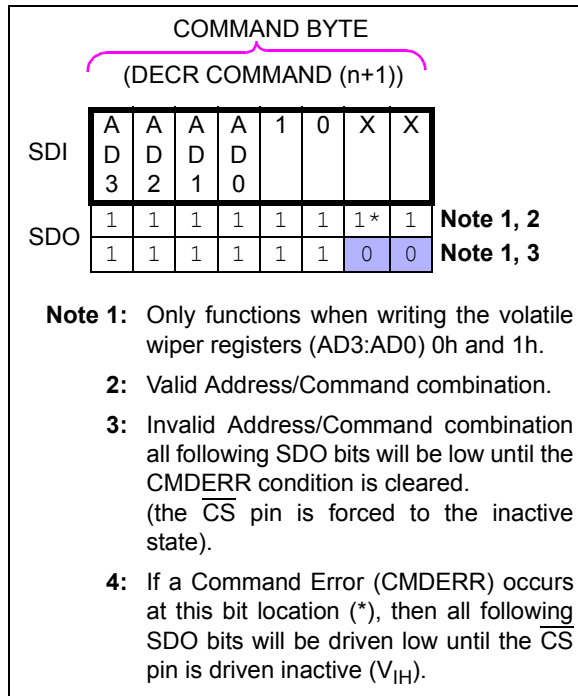 COMMAND BYTE
(DECR COMMAND (n+1))
SDI
A A A A 1 0 X X
D D D D
3 2 1 0
SDO
1 1 1 1 1 1 1* 1 Note 1, 2
1 1 1 1 1 1 0 0 Note 1, 3
Note 1: Only functions when writing the volatile
wiper registers (AD3:AD0) 0h and 1h.
2: Valid Address/Command combination.
3: Invalid Address/Command combination
all following SDO bits will be low until the
CMDERR condition is cleared.
(the CS pin is forced to the inactive
state).
4: If a Command Error (CMDERR) occurs
at this bit location (*), then all following
SDO bits will be driven low until the CS
pin is driven inactive (VIH).